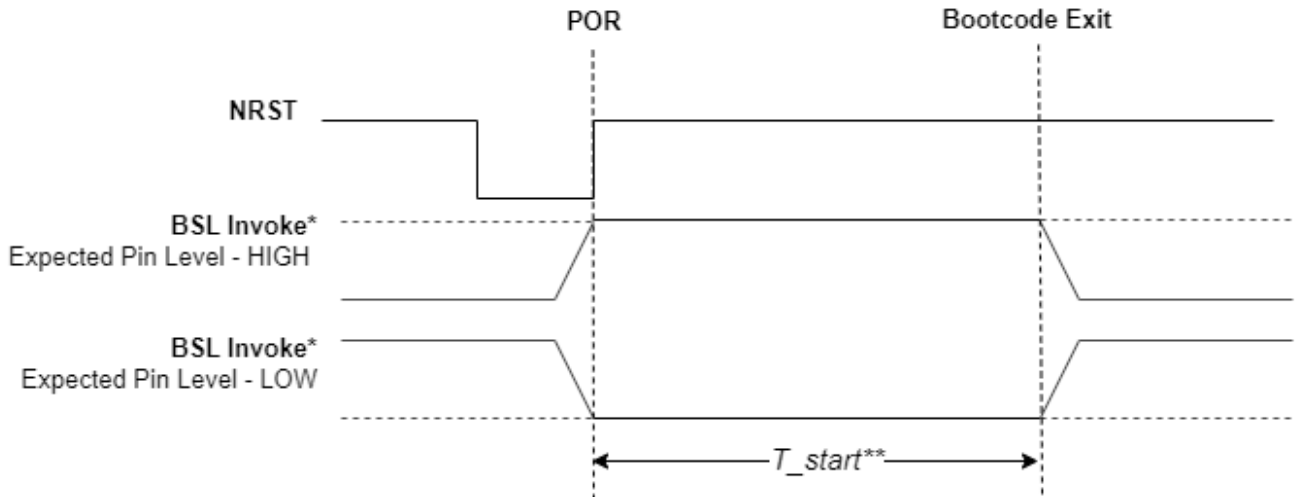 POR
Bootcode Exit
NRST
BSL Invoke*
Expected Pin Level - HIGH
BSL Invoke*
Expected Pin Level - LOW
T_start**